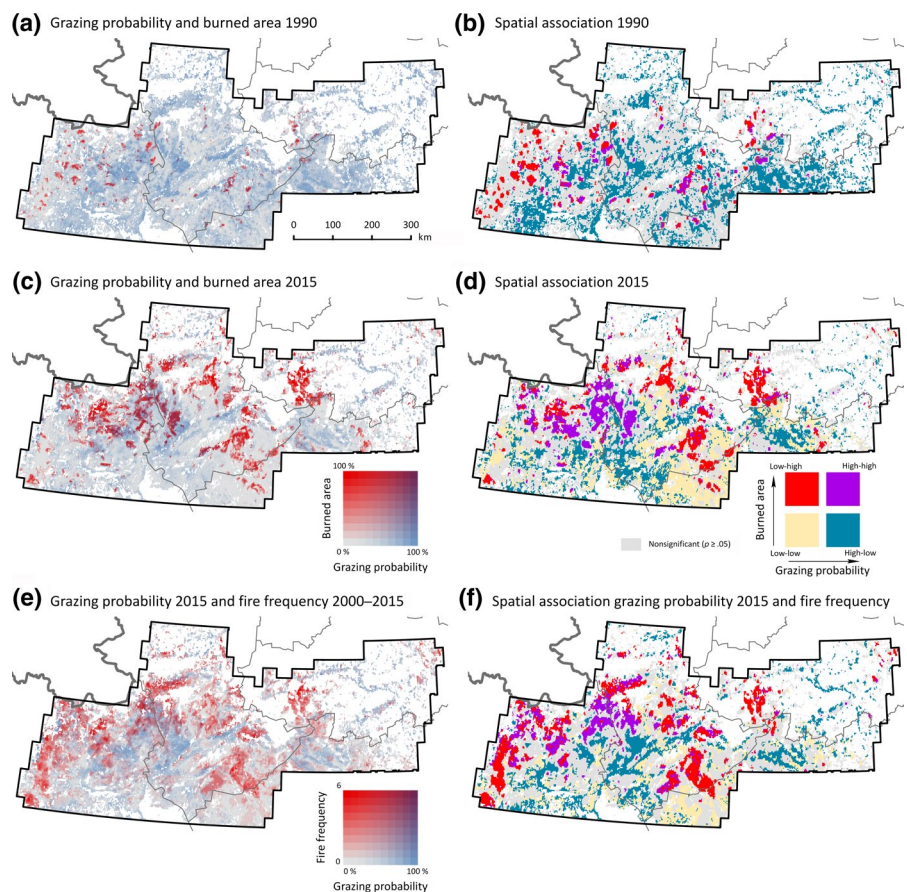 (a) Grazing probability and burned area 1990
(b) Spatial association 1990
0 100 200 300
km
(c) Grazing probability and burned area 2015
(d) Spatial association 2015
100 %
Burned area
0 %
0 % 100 %
Grazing probability
Low-high High-high
Burned area
Low-low High-low
Grazing probability
Nonsignificant (p ≥ .05)
(e) Grazing probability 2015 and fire frequency 2000–2015
(f) Spatial association grazing probability 2015 and fire frequency
6
Fire frequency
0
0 % 100 %
Grazing probability